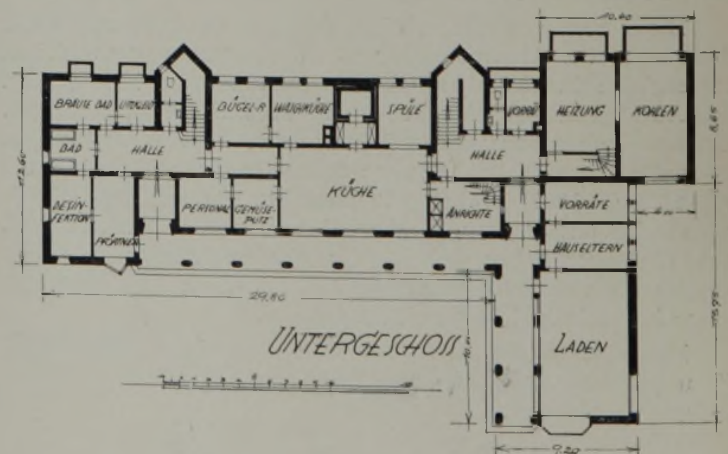 10.40
BRAUSE BAD
BÜGEL-R
WASCHKÜCHE
SPÜLE
VORRÄ
HEIZUNG
KOHLEN
8,65
12.60
BAD
HALLE
HALLE
KÜCHE
DESIN-
FEKTION
PFÖRTNER
PERSONAL
GEMÜSE-
PUTZ
ANRICHTE
VORRÄTE
HAUSELTERN
29.80
UNTERGESCHOSS
LADEN
9.20